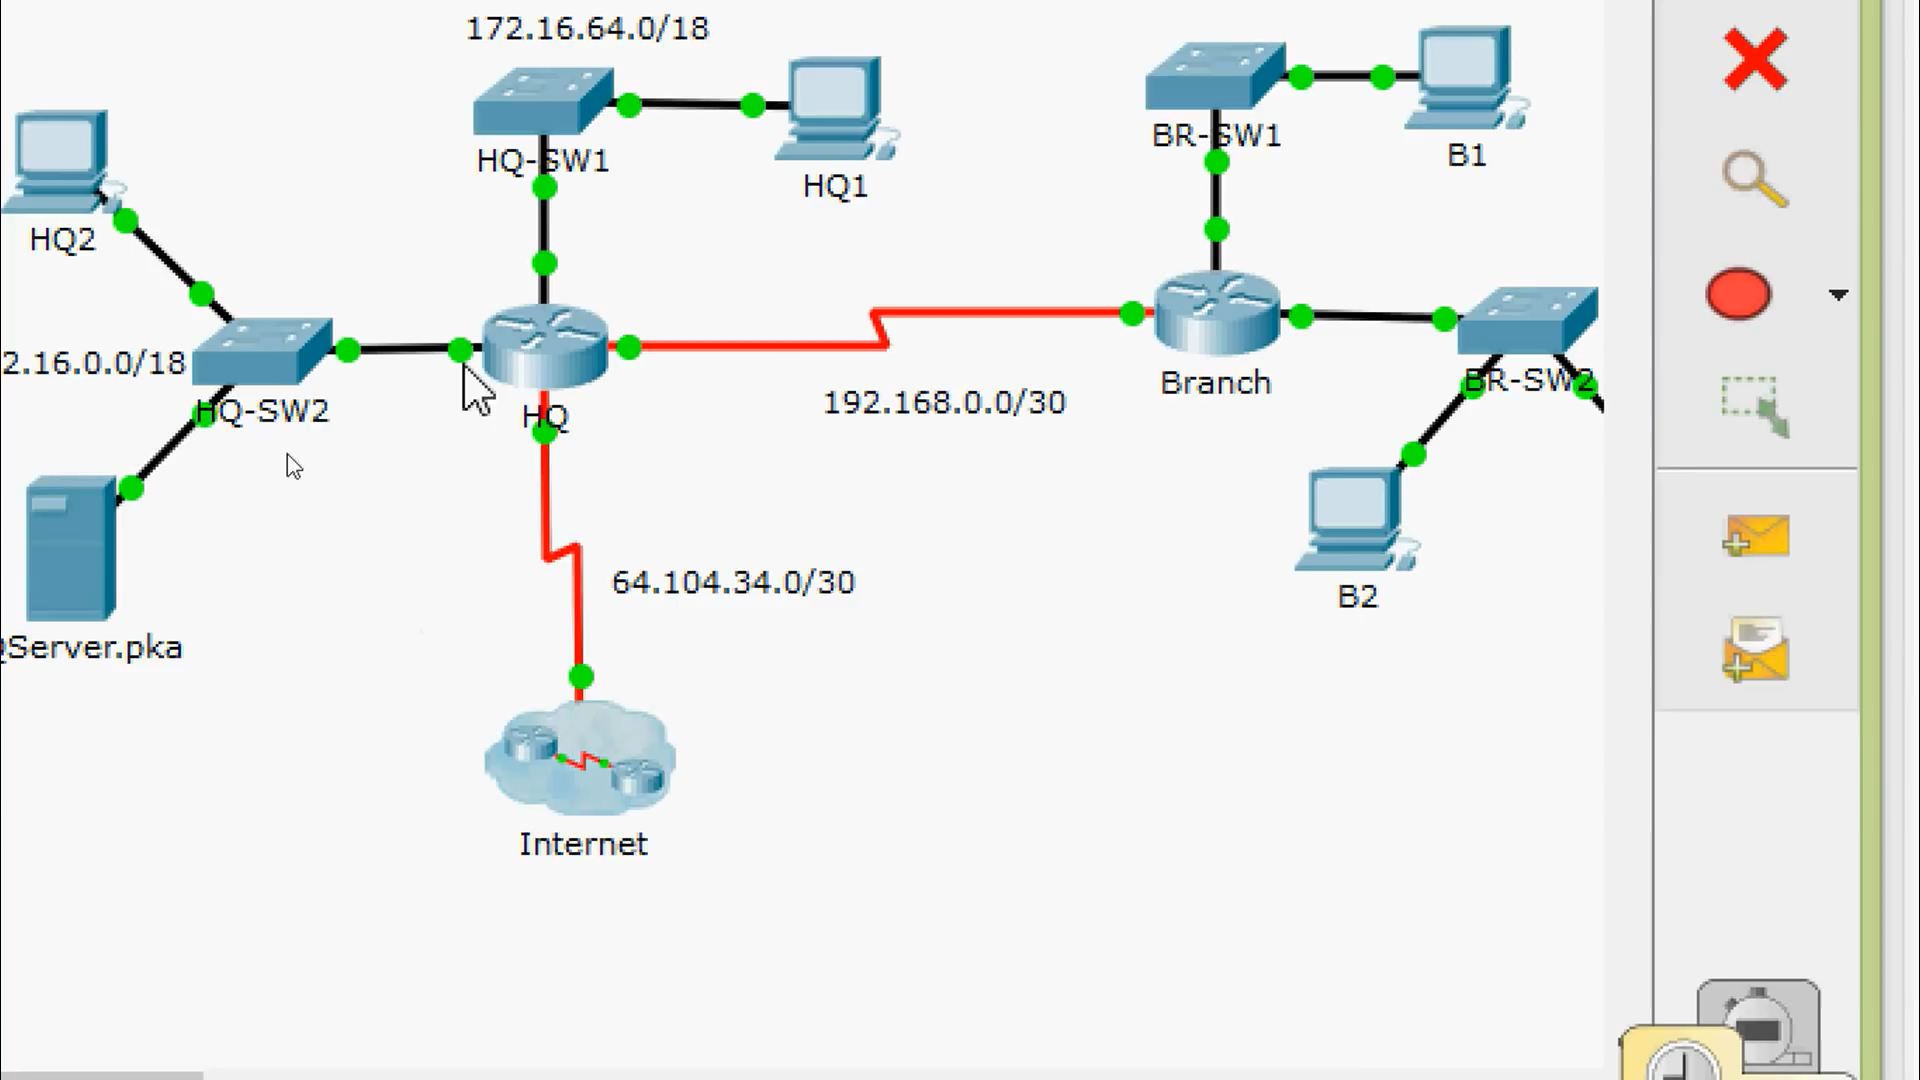 172.16.64.0/18
HQ-SW1
HQ1
BR-SW1
B1
HQ2
2.16.0.0/18
HQ-SW2
HQ
192.168.0.0/30
Branch
BR-SW2
64.104.34.0/30
B2
QServer.pka
Internet